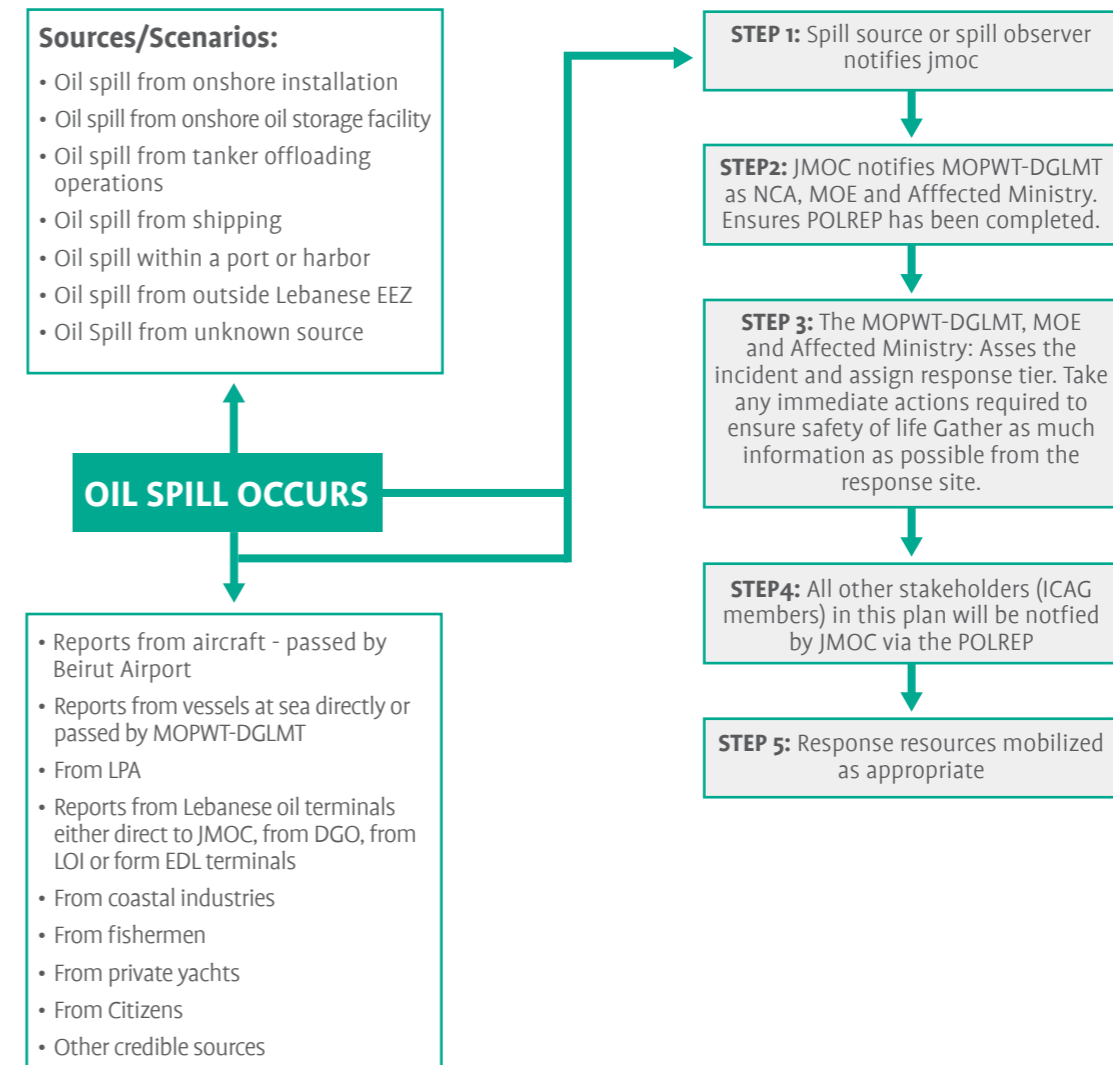 Sources/Scenarios:
• Oil spill from onshore installation
• Oil spill from onshore oil storage facility
• Oil spill from tanker offloading
operations
• Oil spill from shipping
• Oil spill within a port or harbor
• Oil spill from outside Lebanese EEZ
• Oil Spill from unknown source
OIL SPILL OCCURS
• Reports from aircraft - passed by
Beirut Airport
• Reports from vessels at sea directly or
passed by MOPWT-DGLMT
• From LPA
• Reports from Lebanese oil terminals
either direct to JMOC, from DGO, from
LOI or form EDL terminals
• From coastal industries
• From fishermen
• From private yachts
• From Citizens
• Other credible sources
STEP 1: Spill source or spill observer
notifies jmoc
STEP2: JMOC notifies MOPWT-DGLMT
as NCA, MOE and Afffected Ministry.
Ensures POLREP has been completed.
STEP 3: The MOPWT-DGLMT, MOE
and Affected Ministry: Asses the
incident and assign response tier. Take
any immediate actions required to
ensure safety of life Gather as much
information as possible from the
response site.
STEP4: All other stakeholders (ICAG
members) in this plan will be notfied
by JMOC via the POLREP
STEP 5: Response resources mobilized
as appropriate